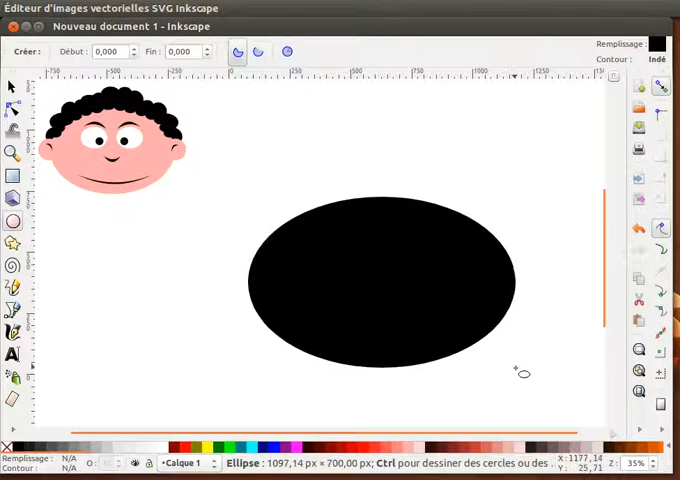 Éditeur d'images vectorielles SVG Inkscape
Nouveau document 1 - Inkscape
Créer : Début : 0,000 Fin : 0,000
Remplissage :
Contour : Indé
-750 -500 -250 0 250 500 750 1000 1250
A
Remplissage : N/A
Contour : N/A
O :
•Calque 1
Ellipse : 1097,14 px × 700,00 px; Ctrl pour dessiner des cercles ou des ...
X: 1177,14
Y: 25,71
Z: 35%